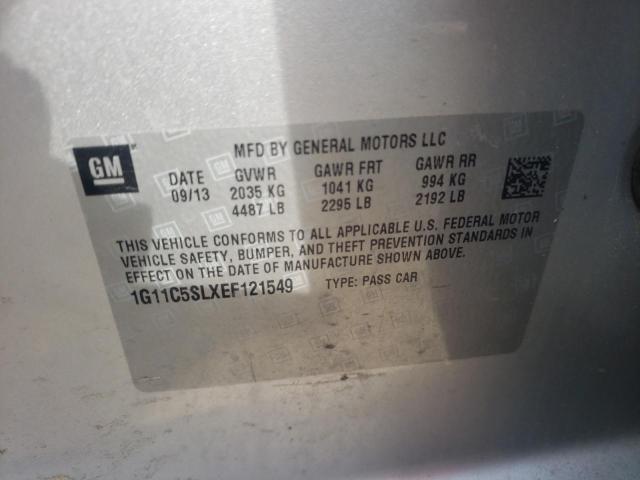 MFD BY GENERAL MOTORS LLC
GM
DATE GVWR GAWR FRT GAWR RR
09/13 2035 KG 1041 KG 994 KG
4487 LB 2295 LB 2192 LB
THIS VEHICLE CONFORMS TO ALL APPLICABLE U.S. FEDERAL MOTOR
VEHICLE SAFETY, BUMPER, AND THEFT PREVENTION STANDARDS IN
EFFECT ON THE DATE OF MANUFACTURE SHOWN ABOVE.
1G11C5SLXEF121549 TYPE: PASS CAR